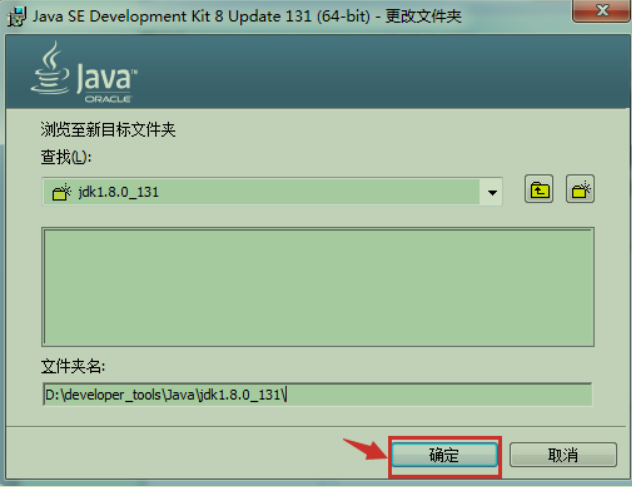 Java SE Development Kit 8 Update 131 (64-bit) - 更改文件夹
Java™
ORACLE
浏览至新目标文件夹
查找(L):
jdk1.8.0_131
文件夹名:
D:\developer_tools\Java\jdk1.8.0_131\
确定
取消